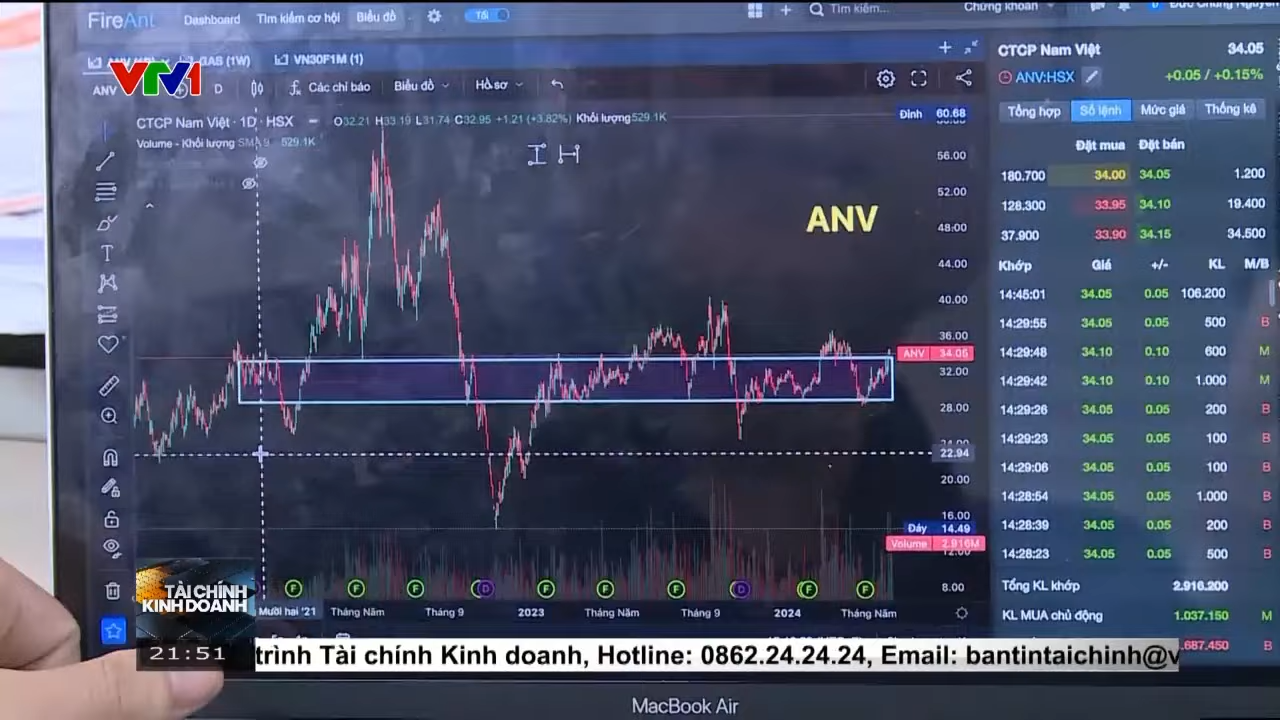 FireAnt Dashboard Tìm kiếm cơ hội Biểu đồ Tối Tìm kiếm... Chứng khoán
GAS (1W) VN30F1M (1)
VTV1
ANV D Các chỉ báo Biểu đồ Hồ sơ
CTCP Nam Việt · 1D · HSX O32.21 H33.19 L31.74 C32.95 +1.21 (+3.82%) Khối lượng 529.1K
Volume - Khối lượng SMA 9 529.1K
ANV
Đỉnh 60.68
56.00
52.00
48.00
44.00
40.00
36.00
ANV 34.05
32.00
28.00
24.00
22.94
20.00
16.00
Đáy 14.49
Volume 2.916M
12.00
8.00
Mười hai '21 Tháng Năm Tháng 9 2023 Tháng Năm Tháng 9 2024 Tháng Năm
CTCP Nam Việt 34.05
ANV:HSX +0.05 / +0.15%
Tổng hợp Sổ lệnh Mức giá Thống kê
Đặt mua Đặt bán
180.700 34.00 34.05 1.200
128.300 33.95 34.10 19.400
37.900 33.90 34.15 34.500
Khớp Giá +/- KL M/B
14:45:01 34.05 0.05 106.200
14:29:55 34.05 0.05 500 B
14:29:48 34.10 0.10 600 M
14:29:42 34.10 0.10 1.000 M
14:29:26 34.05 0.05 200 B
14:29:23 34.05 0.05 100 B
14:29:06 34.05 0.05 100 B
14:28:54 34.05 0.05 1.000 B
14:28:39 34.05 0.05 200 B
14:28:23 34.05 0.05 500 B
Tổng KL khớp 2.916.200
KL MUA chủ động 1.037.150 M
.687.450 B
TÀI CHÍNH
KINH DOANH
21:51 trình Tài chính Kinh doanh, Hotline: 0862.24.24.24, Email: bantintaichinh@v
MacBook Air